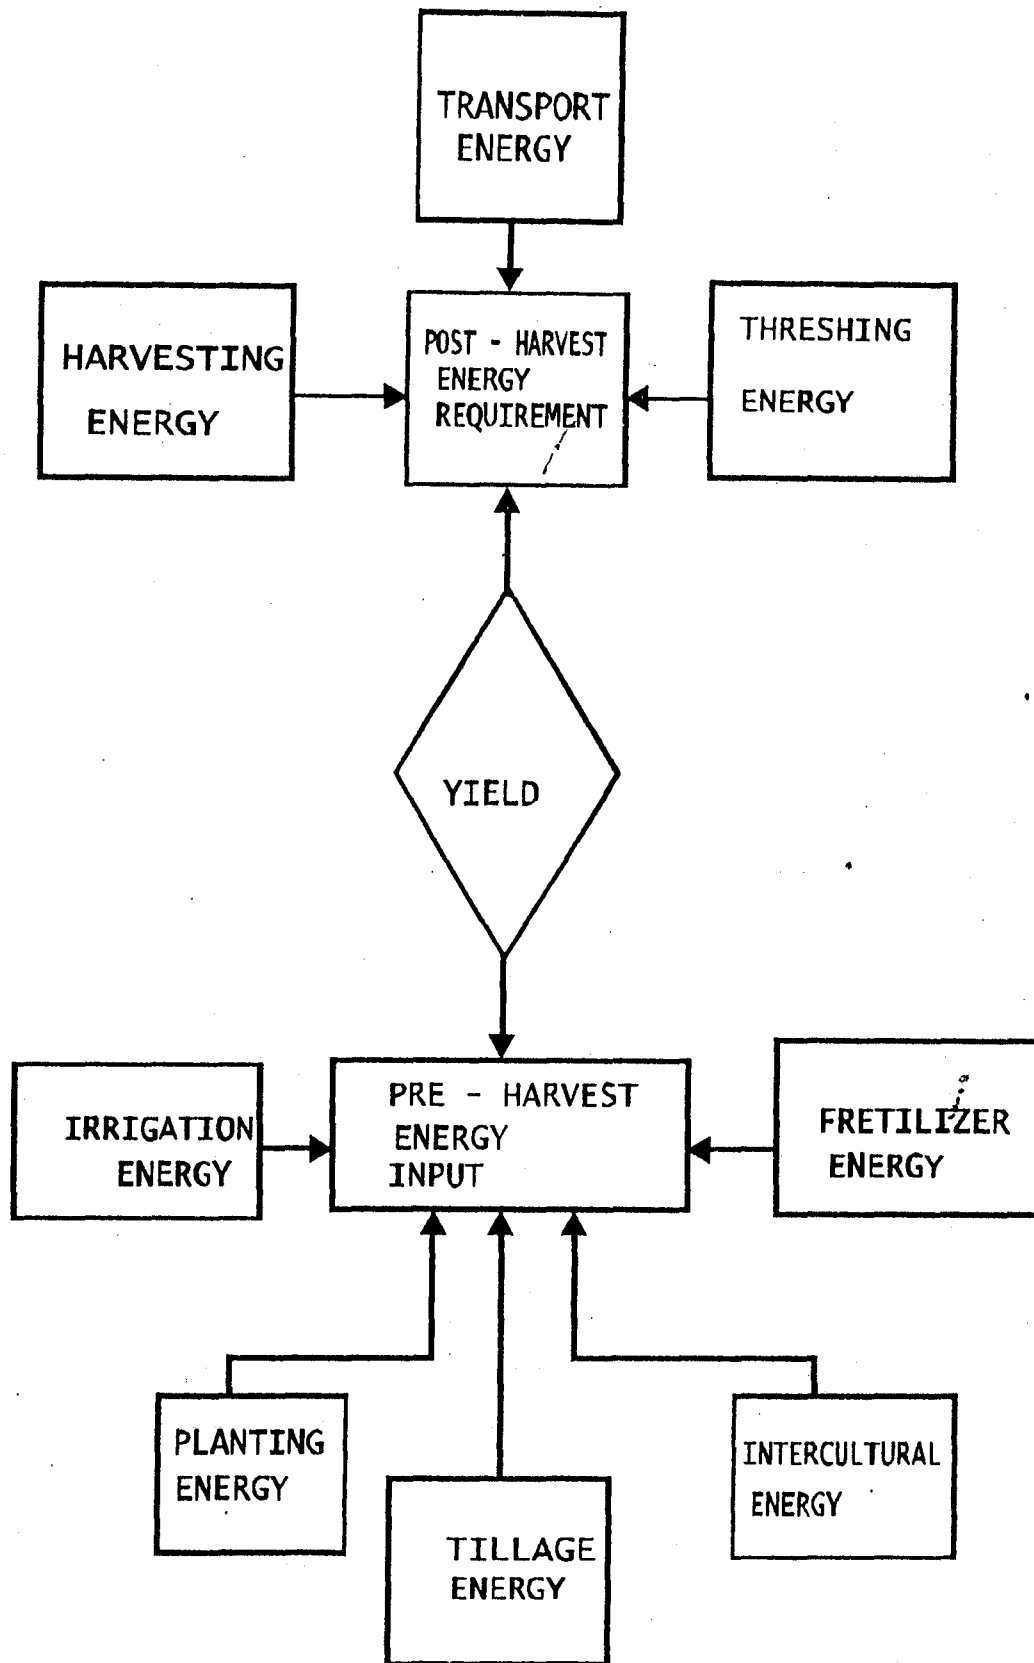 TRANSPORT
ENERGY
HARVESTING
ENERGY
POST - HARVEST
ENERGY
REQUIREMENT
THRESHING
ENERGY
YIELD
IRRIGATION
ENERGY
PRE - HARVEST
ENERGY
INPUT
FRETILIZER
ENERGY
PLANTING
ENERGY
TILLAGE
ENERGY
INTERCULTURAL
ENERGY